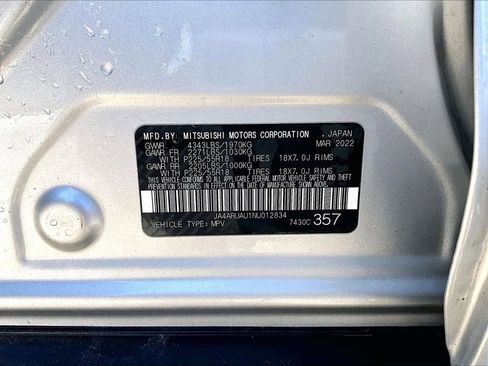 MFD.BY MITSUBISHI MOTORS CORPORATION , JAPAN
GVWR 4343LBS/1970KG MAR 2022
GAWR FR 2271LBS/1030KG
WITH P225/55R18 TIRES 18X7.0J RIMS
GAWR RR 2205LBS/1000KG
WITH P225/55R18 TIRES 18X7.0J RIMS
THIS VEHICLE CONFORMS TO ALL APPLICABLE FEDERAL
MOTOR VEHICLE SAFETY, BUMPER, AND THEFT PREVENTION
STANDARDS IN EFFECT ON THE DATE OF MANUFACTURE
SHOWN ABOVE.
JA4ARUAU1NU012834
VEHICLE TYPE:MPV 7430C 357